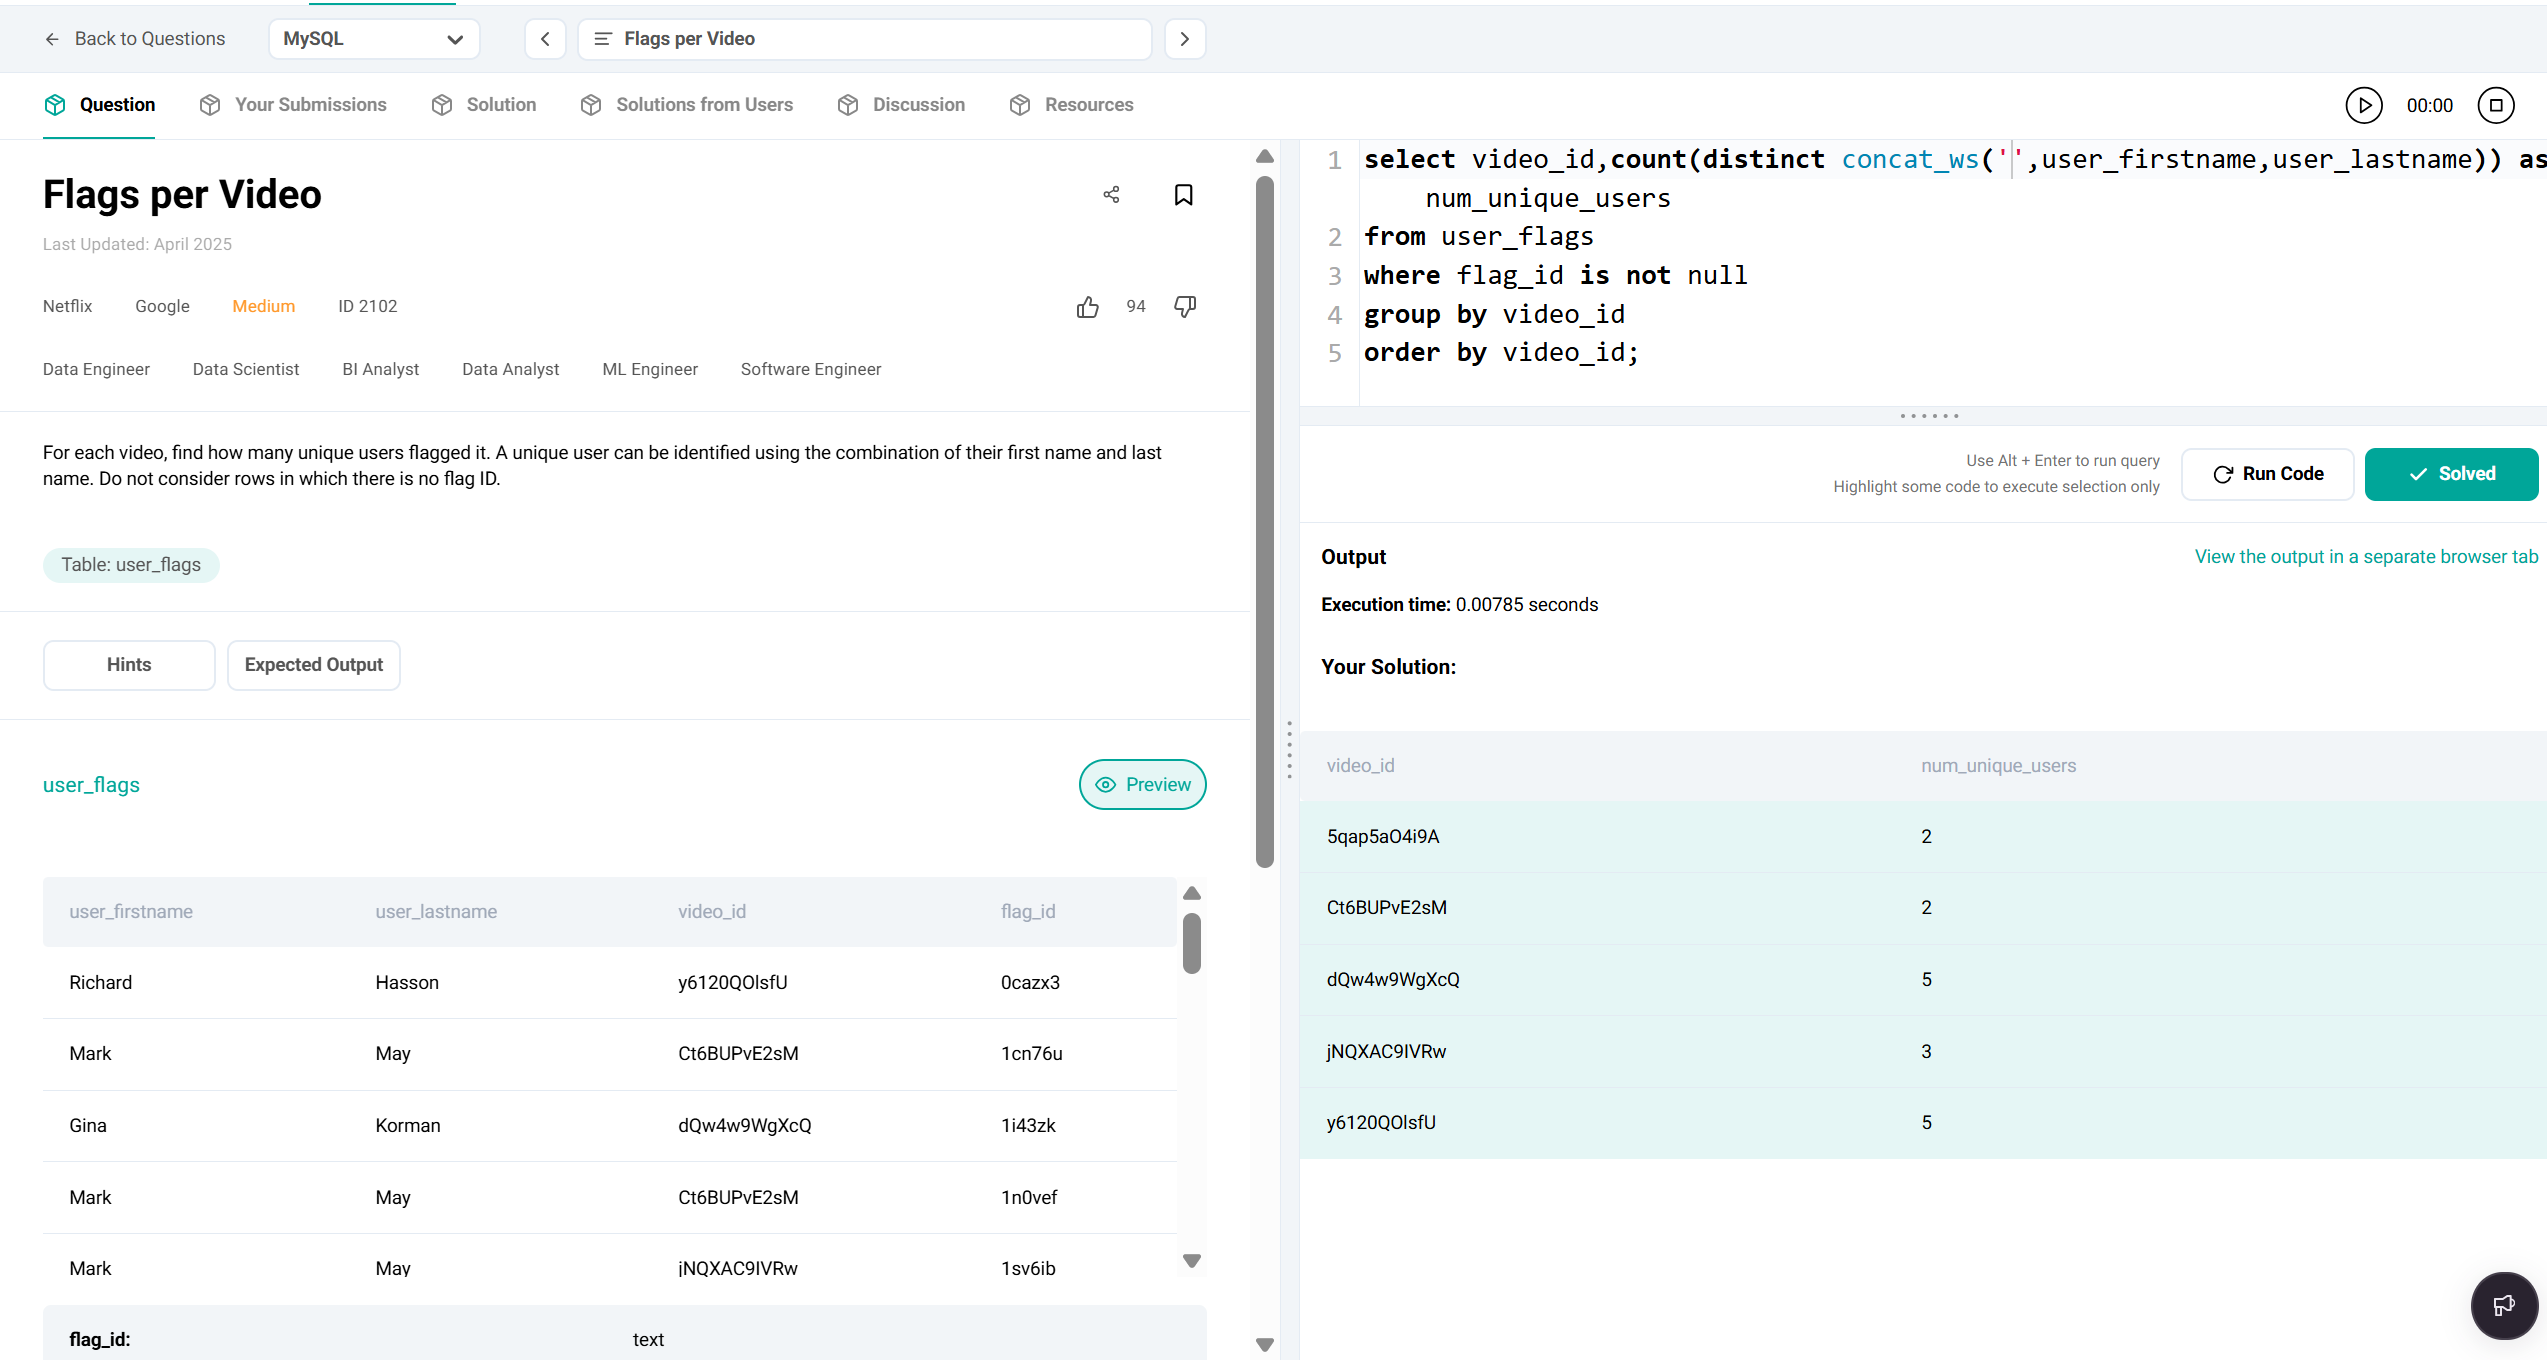 Back to Questions
MySQL
Flags per Video
Question
Your Submissions
Solution
Solutions from Users
Discussion
Resources
00:00
Flags per Video
Last Updated: April 2025
Netflix
Google
Medium
ID 2102
94
Data Engineer
Data Scientist
BI Analyst
Data Analyst
ML Engineer
Software Engineer
For each video, find how many unique users flagged it. A unique user can be identified using the combination of their first name and last
name. Do not consider rows in which there is no flag ID.
Table: user_flags
Hints
Expected Output
user_flags
Preview
user_firstname user_lastname video_id flag_id
Richard Hasson y6120QOlsfU 0cazx3
Mark May Ct6BUPvE2sM 1cn76u
Gina Korman dQw4w9WgXcQ 1i43zk
Mark May Ct6BUPvE2sM 1n0vef
Mark May jNQXAC9IVRw 1sv6ib
flag_id: text
1 select video_id,count(distinct concat_ws('',user_firstname,user_lastname)) as
num_unique_users
2 from user_flags
3 where flag_id is not null
4 group by video_id
5 order by video_id;
Use Alt + Enter to run query
Highlight some code to execute selection only
Run Code
Solved
Output
View the output in a separate browser tab
Execution time: 0.00785 seconds
Your Solution:
video_id num_unique_users
5qap5aO4i9A 2
Ct6BUPvE2sM 2
dQw4w9WgXcQ 5
jNQXAC9IVRw 3
y6120QOlsfU 5